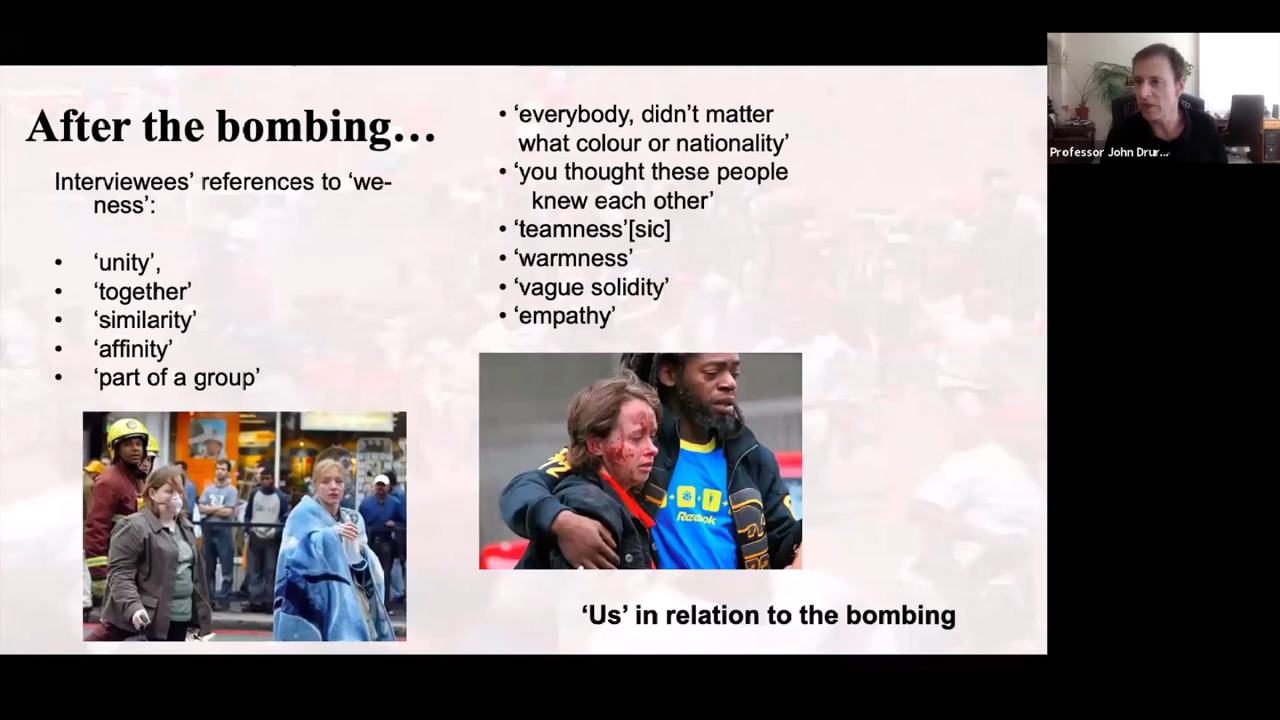 After the bombing…
Interviewees’ references to ‘we-
ness’:
• ‘unity’,
• ‘together’
• ‘similarity’
• ‘affinity’
• ‘part of a group’
• ‘everybody, didn’t matter
what colour or nationality’
• ‘you thought these people
knew each other’
• ‘teamness’[sic]
• ‘warmness’
• ‘vague solidity’
• ‘empathy’
Reebok
‘Us’ in relation to the bombing
Professor John Drur...